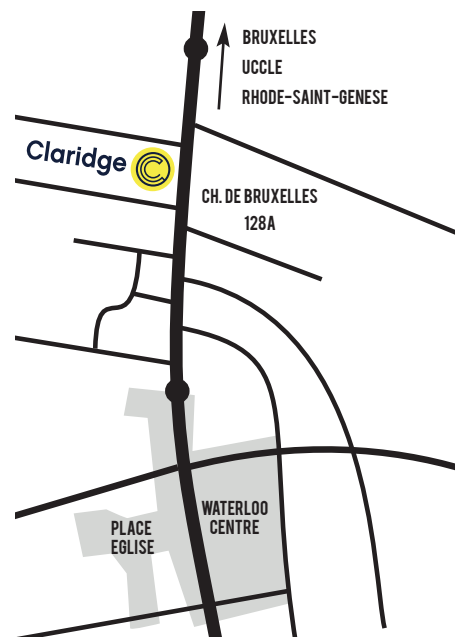 BRUXELLES
UCCLE
RHODE-SAINT-GENESE
Claridge
CH. DE BRUXELLES
128A
WATERLOO
CENTRE
PLACE
EGLISE